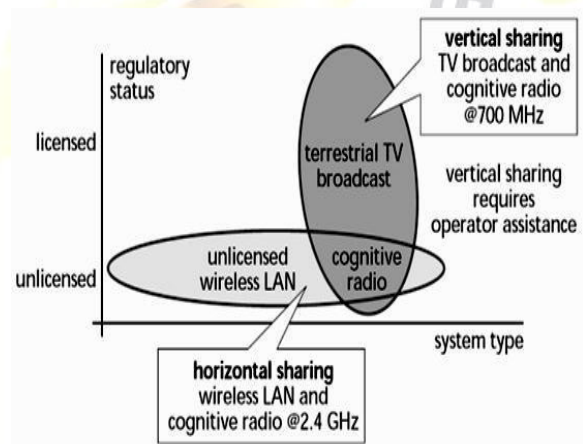 vertical sharing
TV broadcast and
cognitive radio
@700 MHz
regulatory
status
licensed
terrestrial TV
broadcast
vertical sharing
requires
operator assistance
unlicensed
wireless LAN
cognitive
radio
unlicensed
system type
horizontal sharing
wireless LAN and
cognitive radio @2.4 GHz